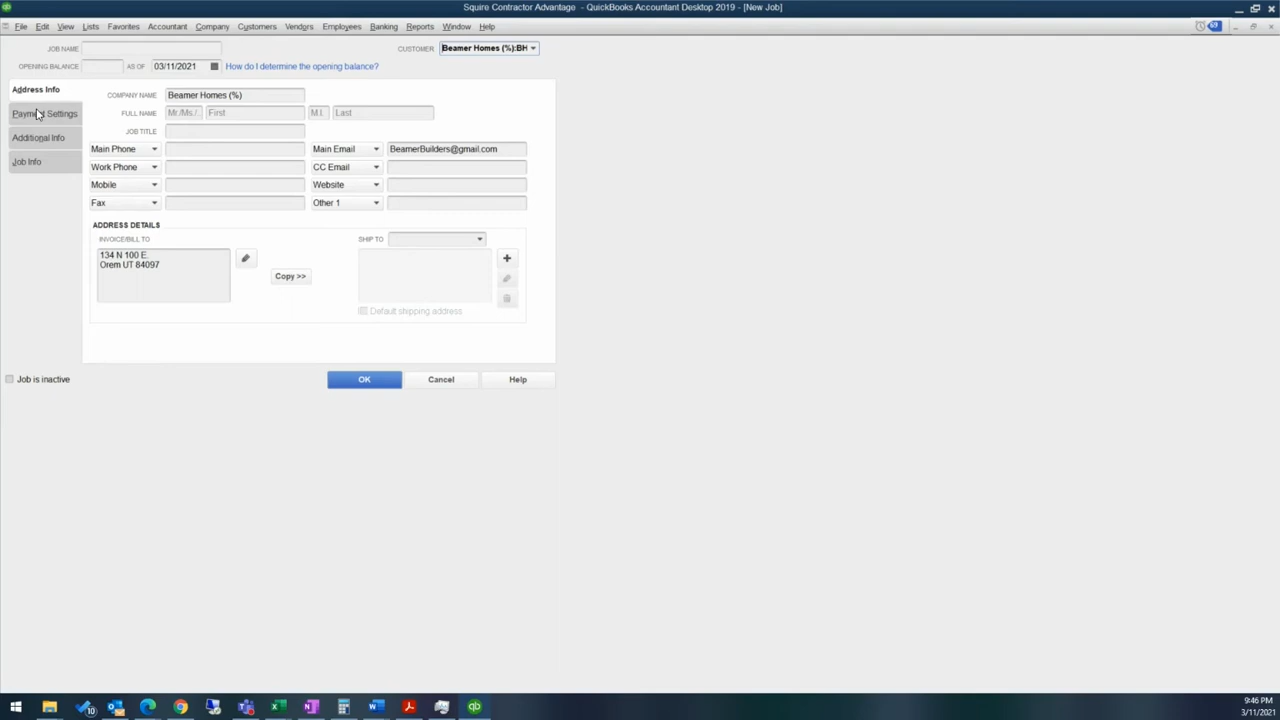 Squire Contractor Advantage - QuickBooks Accountant Desktop 2019 - [New Job]
File Edit View Lists Favorites Accountant Company Customers Vendors Employees Banking Reports Window Help
JOB NAME CUSTOMER Beamer Homes (%):BH
OPENING BALANCE AS OF 03/11/2021 How do I determine the opening balance?
Address Info
Payment Settings
Additional Info
Job Info
COMPANY NAME Beamer Homes (%)
FULL NAME Mr./Ms./.. First M.I. Last
JOB TITLE
Main Phone Main Email BeamerBuilders@gmail.com
Work Phone CC Email
Mobile Website
Fax Other 1
ADDRESS DETAILS
INVOICE/BILL TO SHIP TO
134 N 100 E.
Orem UT 84097
Copy >>
Default shipping address
Job is inactive OK Cancel Help
10
9:46 PM
3/11/2021